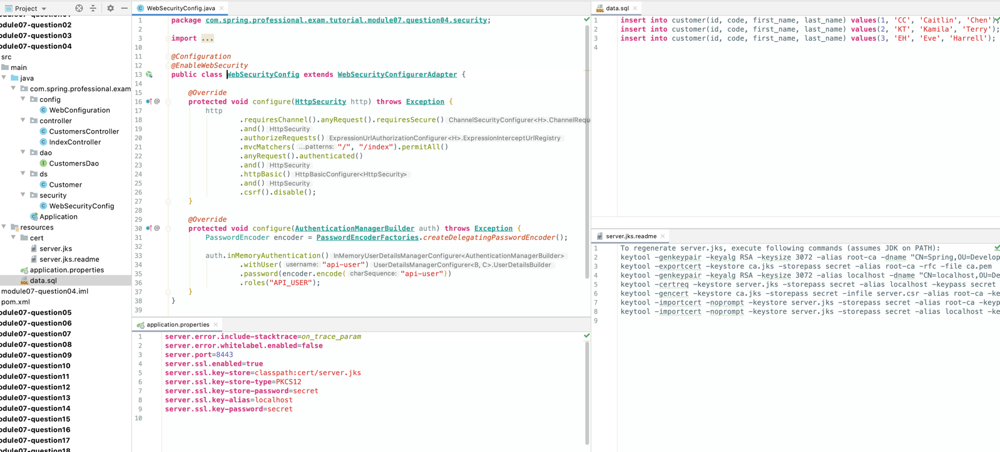 Project
odule07-question02
odule07-question03
odule07-question04
src
main
java
com.spring.professional.exam
config
WebConfiguration
controller
CustomersController
IndexController
dao
CustomersDao
ds
Customer
security
WebSecurityConfig
Application
resources
cert
server.jks
server.jks.readme
application.properties
data.sql
module07-question04.iml
pom.xml
odule07-question05
odule07-question06
odule07-question07
odule07-question08
odule07-question09
odule07-question10
odule07-question11
odule07-question12
odule07-question13
odule07-question14
odule07-question15
odule07-question16
odule07-question17
odule07-question18
WebSecurityConfig.java
1 package com.spring.professional.exam.tutorial.module07.question04.security;
2
3 import ...
10
11 @Configuration
12 @EnableWebSecurity
13 public class WebSecurityConfig extends WebSecurityConfigurerAdapter {
14
15 @Override
16 @ protected void configure(HttpSecurity http) throws Exception {
17 http
18 .requiresChannel().anyRequest().requiresSecure() ChannelSecurityConfigurer<H>.ChannelRequ
19 .and() HttpSecurity
20 .authorizeRequests() ExpressionUrlAuthorizationConfigurer<H>.ExpressionInterceptUrlRegistry
21 .mvcMatchers( ...patterns: "/", "/index").permitAll()
22 .anyRequest().authenticated()
23 .and() HttpSecurity
24 .httpBasic() HttpBasicConfigurer<HttpSecurity>
25 .and() HttpSecurity
26 .csrf().disable();
27 }
28
29 @Override
30 @ protected void configure(AuthenticationManagerBuilder auth) throws Exception {
31 PasswordEncoder encoder = PasswordEncoderFactories.createDelegatingPasswordEncoder();
32
33 auth.inMemoryAuthentication() InMemoryUserDetailsManagerConfigurer<AuthenticationManagerBuilder>
34 .withUser( username: "api-user") UserDetailsManagerConfigurer<B, C>.UserDetailsBuilder
35 .password(encoder.encode( charSequence: "api-user"))
36 .roles("API_USER");
37 }
38 }
39
application.properties
1 server.error.include-stacktrace=on_trace_param
2 server.error.whitelabel.enabled=false
3 server.port=8443
4 server.ssl.enabled=true
5 server.ssl.key-store=classpath:cert/server.jks
6 server.ssl.key-store-type=PKCS12
7 server.ssl.key-store-password=secret
8 server.ssl.key-alias=localhost
9 server.ssl.key-password=secret
10
data.sql
1 insert into customer(id, code, first_name, last_name) values(1, 'CC', 'Caitlin', 'Chen');
2 insert into customer(id, code, first_name, last_name) values(2, 'KT', 'Kamila', 'Terry');
3 insert into customer(id, code, first_name, last_name) values(3, 'EH', 'Eve', 'Harrell');
4
server.jks.readme
1 To regenerate server.jks, execute following commands (assumes JDK on PATH):
2 keytool -genkeypair -keyalg RSA -keysize 3072 -alias root-ca -dname "CN=Spring,OU=Develop
3 keytool -exportcert -keystore ca.jks -storepass secret -alias root-ca -rfc -file ca.pem
4 keytool -genkeypair -keyalg RSA -keysize 3072 -alias localhost -dname "CN=localhost,OU=De
5 keytool -certreq -keystore server.jks -storepass secret -alias localhost -keypass secret
6 keytool -gencert -keystore ca.jks -storepass secret -infile server.csr -alias root-ca -ke
7 keytool -importcert -noprompt -keystore server.jks -storepass secret -alias root-ca -keyp
8 keytool -importcert -noprompt -keystore server.jks -storepass secret -alias localhost -ke
9